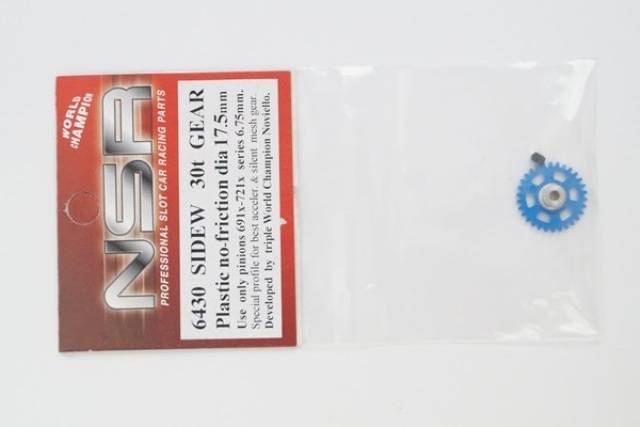 WORLD
CHAMPION
NSR
PROFESSIONAL SLOT CAR RACING PARTS
6430 SIDEW 30t GEAR
Plastic no-friction dia 17.5mm
Use only pinions 691x-721x series 6.75mm.
Special profile for best acceler. & silent mesh gear.
Developed by triple World Champion Noviello.